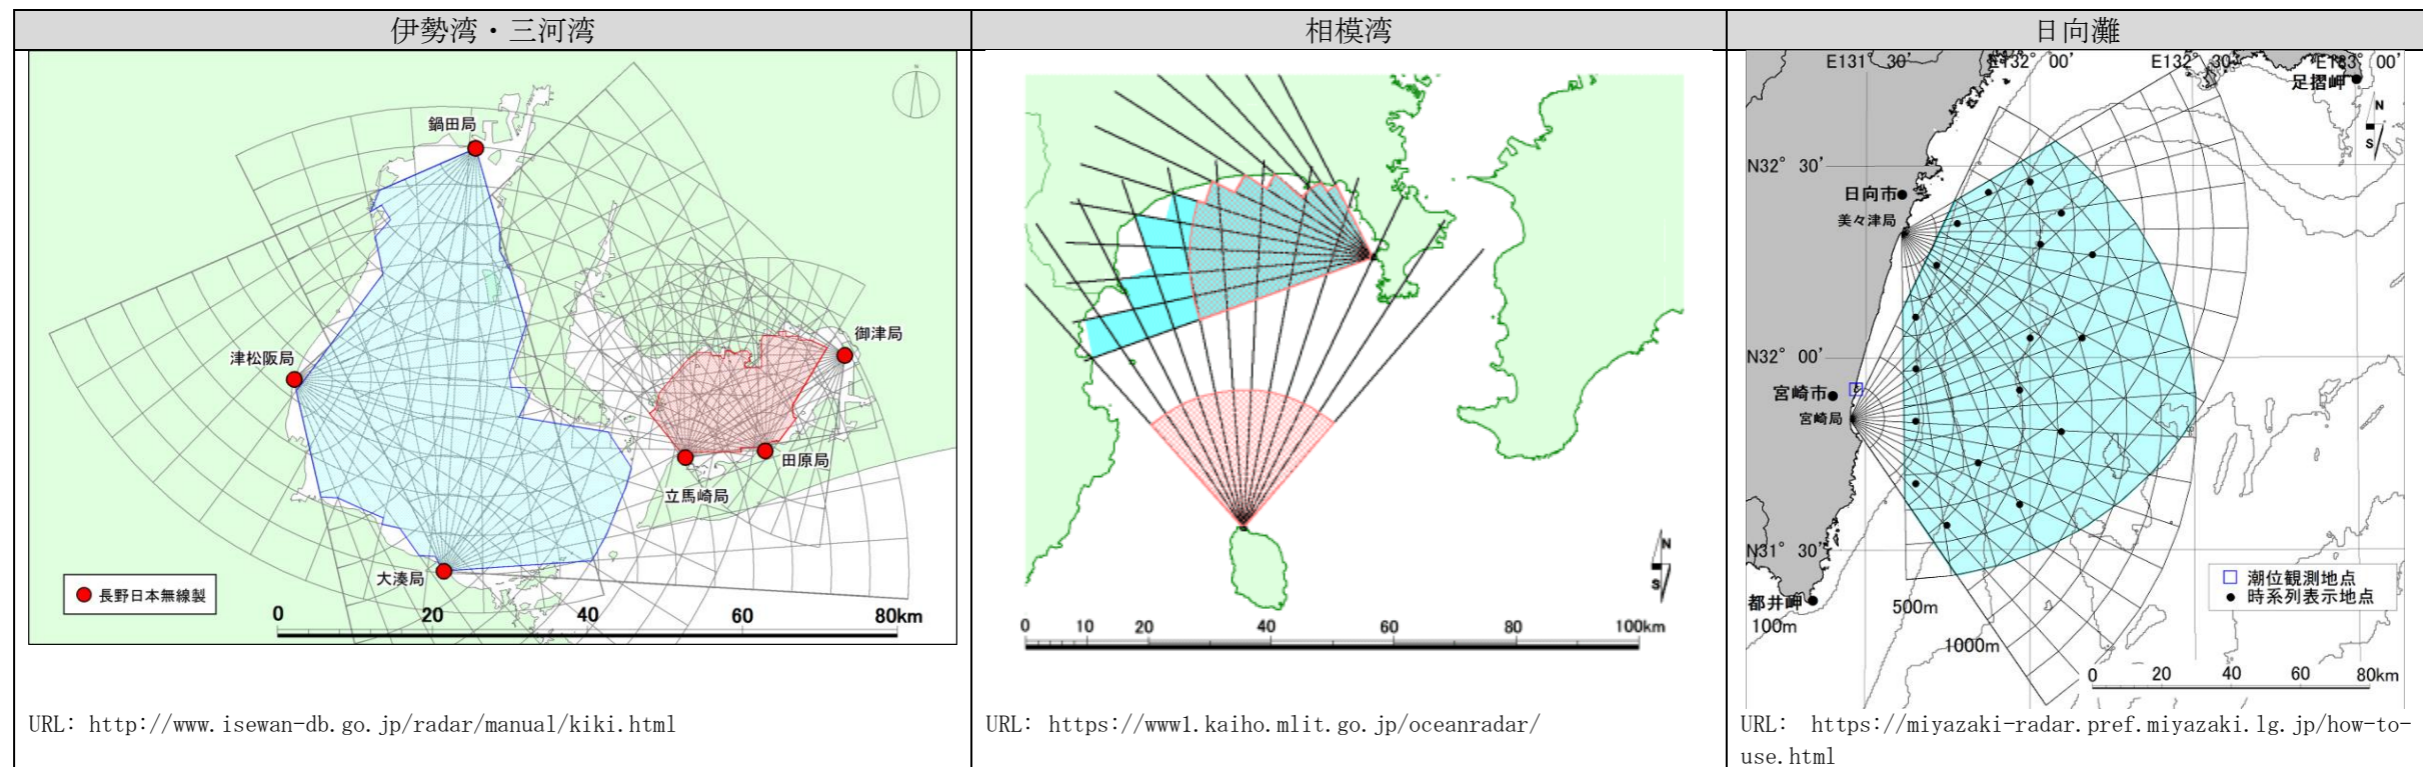 伊勢湾・三河湾
相模湾
日向灘
鍋田局
津松阪局
御津局
田原局
立馬崎局
大湊局
長野日本無線製
0 20 40 60 80km
N
S
0 10 20 40 60 80 100km
E131° 30' E132° 00' E132° 30' E133° 00'
足摺岬
N
S
N32° 30'
日向市
美々津局
N32° 00'
宮崎市
宮崎局
N31° 30'
潮位観測地点
時系列表示地点
都井岬
500m
100m
1000m
0 20 40 60 80km
URL: http://www.isewan-db.go.jp/radar/manual/kiki.html
URL: https://www1.kaiho.mlit.go.jp/oceanradar/
URL: https://miyazaki-radar.pref.miyazaki.lg.jp/how-to-
use.html